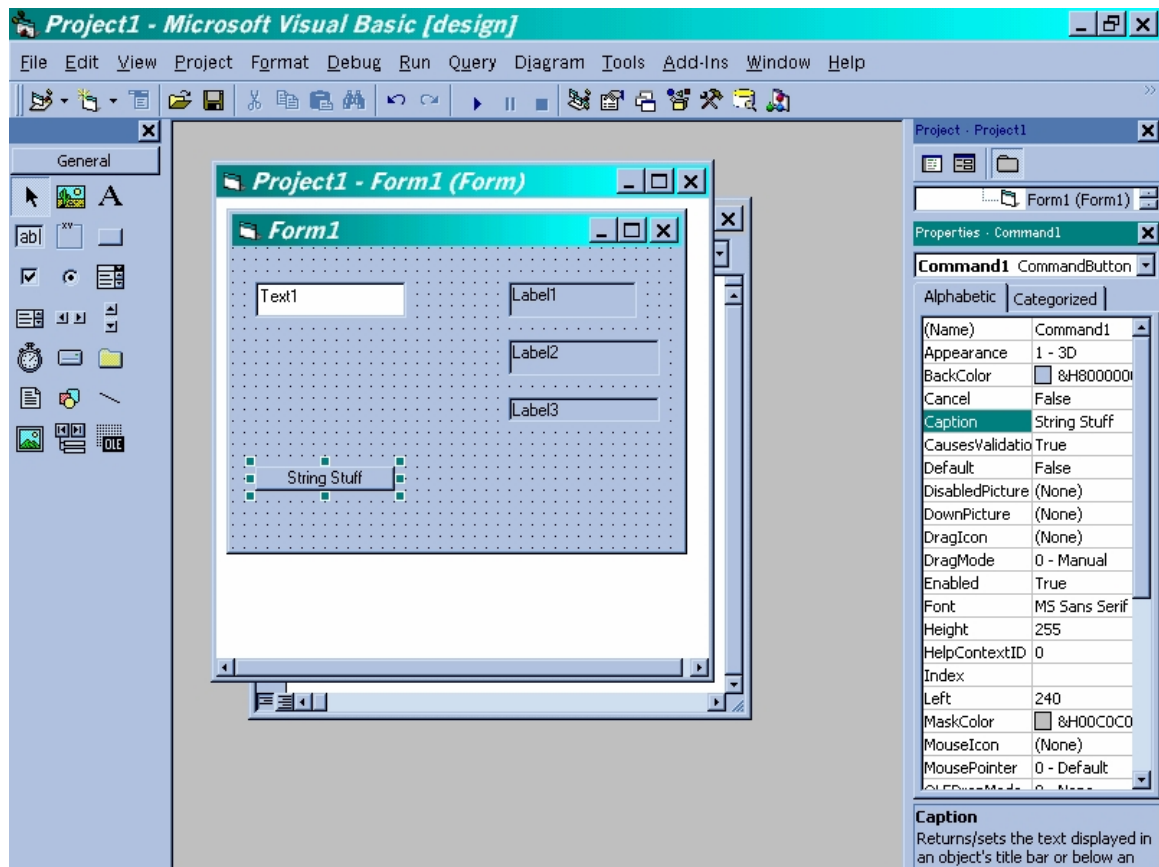 Project1 - Microsoft Visual Basic [design]
File Edit View Project Format Debug Run Query Diagram Tools Add-Ins Window Help
General
A
ab|
xv
OLE
Project1 - Form1 (Form)
Form1
Text1
Label1
Label2
Label3
String Stuff
Project - Project1
Form1 (Form1)
Properties - Command1
Command1 CommandButton
Alphabetic Categorized
(Name) Command1
Appearance 1 - 3D
BackColor &H800000
Cancel False
Caption String Stuff
CausesValidatio True
Default False
DisabledPicture (None)
DownPicture (None)
DragIcon (None)
DragMode 0 - Manual
Enabled True
Font MS Sans Serif
Height 255
HelpContextID 0
Index
Left 240
MaskColor &H00C0C0
MouseIcon (None)
MousePointer 0 - Default
Caption
Returns/sets the text displayed in
an object's title bar or below an